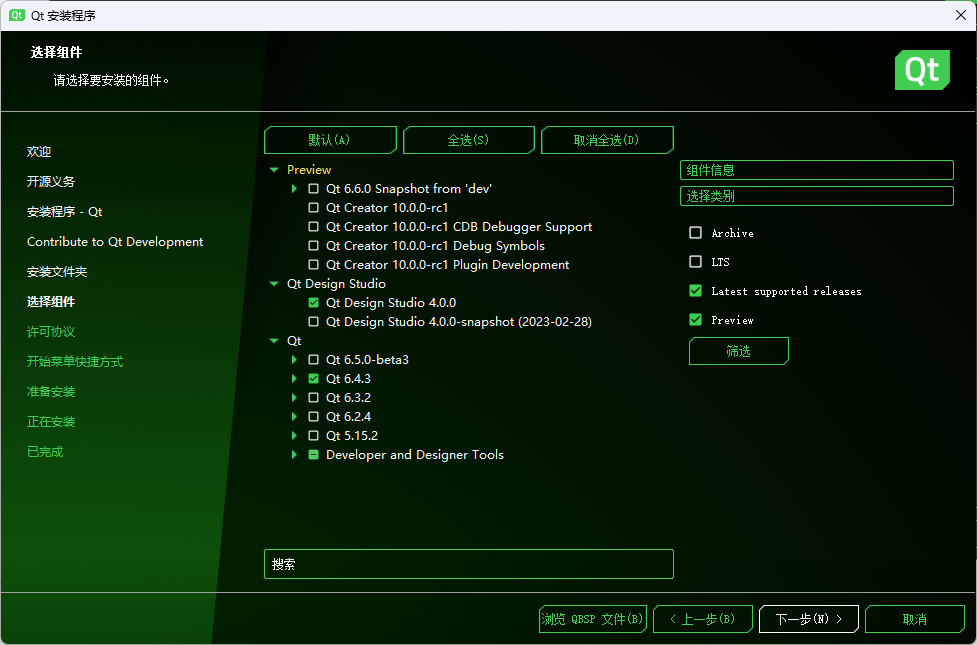 Qt Qt 安装程序
选择组件
请选择要安装的组件。
Qt
欢迎
开源义务
安装程序 - Qt
Contribute to Qt Development
安装文件夹
选择组件
许可协议
开始菜单快捷方式
准备安装
正在安装
已完成
默认(A) 全选(S) 取消全选(D)
Preview
Qt 6.6.0 Snapshot from 'dev'
Qt Creator 10.0.0-rc1
Qt Creator 10.0.0-rc1 CDB Debugger Support
Qt Creator 10.0.0-rc1 Debug Symbols
Qt Creator 10.0.0-rc1 Plugin Development
Qt Design Studio
Qt Design Studio 4.0.0
Qt Design Studio 4.0.0-snapshot (2023-02-28)
Qt
Qt 6.5.0-beta3
Qt 6.4.3
Qt 6.3.2
Qt 6.2.4
Qt 5.15.2
Developer and Designer Tools
搜索
组件信息
选择类别
Archive
LTS
Latest supported releases
Preview
筛选
浏览 QBSP 文件(B) < 上一步(B) 下一步(N) > 取消